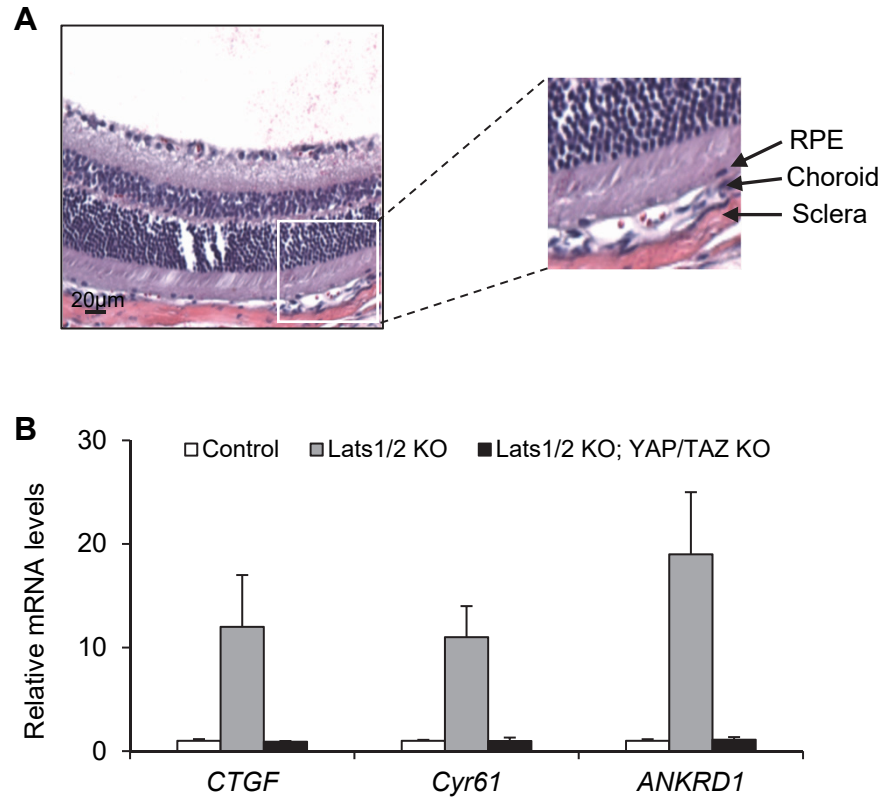 A
20µm
RPE
Choroid
Sclera
B
Control Lats1/2 KO Lats1/2 KO; YAP/TAZ KO
Relative mRNA levels
30
20
10
0
CTGF Cyr61 ANKRD1